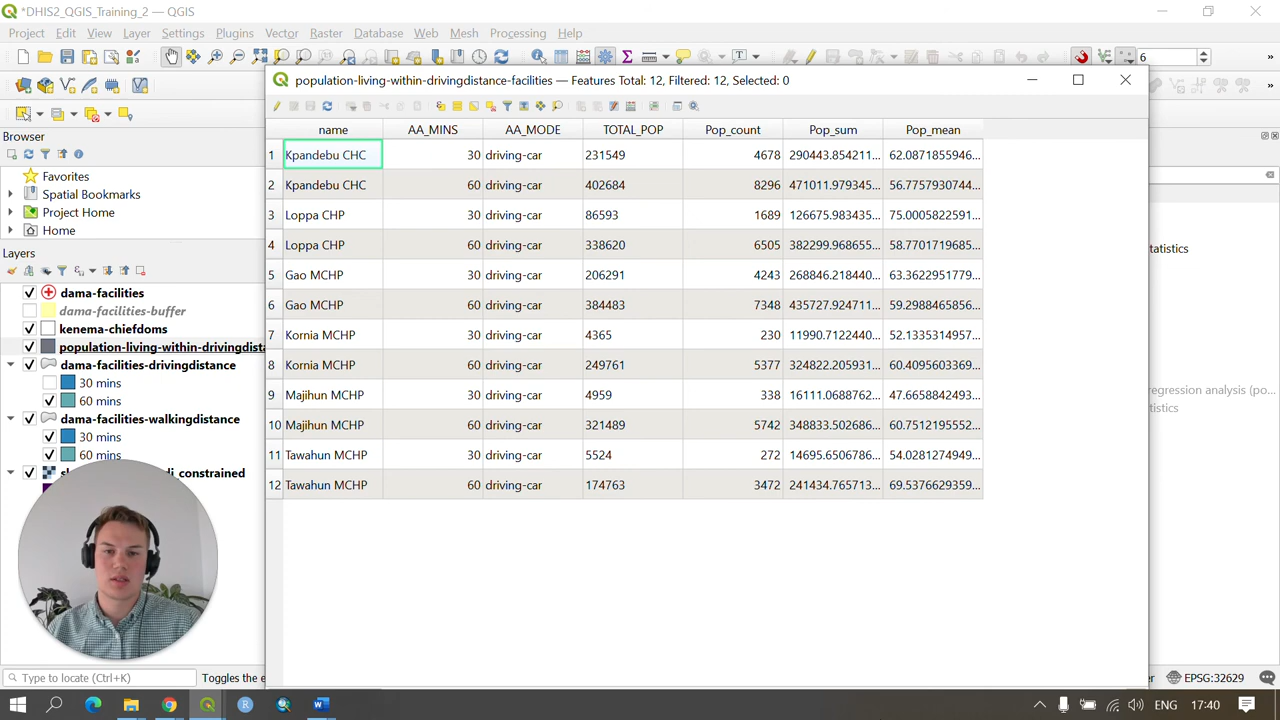 *DHIS2_QGIS_Training_2 — QGIS
Project Edit View Layer Settings Plugins Vector Raster Database Web Mesh Processing Help
6
population-living-within-drivingdistance-facilities — Features Total: 12, Filtered: 12, Selected: 0
Browser
Favorites
Spatial Bookmarks
Project Home
Home
Layers
dama-facilities
dama-facilities-buffer
kenema-chiefdoms
population-living-within-drivingdista
dama-facilities-drivingdistance
30 mins
60 mins
dama-facilities-walkingdistance
30 mins
60 mins
constrained
name AA_MINS AA_MODE TOTAL_POP Pop_count Pop_sum Pop_mean
1 Kpandebu CHC 30 driving-car 231549 4678 290443.854211... 62.0871855946...
2 Kpandebu CHC 60 driving-car 402684 8296 471011.979345... 56.7757930744...
3 Loppa CHP 30 driving-car 86593 1689 126675.983435... 75.0005822591...
4 Loppa CHP 60 driving-car 338620 6505 382299.968655... 58.7701719685...
5 Gao MCHP 30 driving-car 206291 4243 268846.218440... 63.3622951779...
6 Gao MCHP 60 driving-car 384483 7348 435727.924711... 59.2988465856...
7 Kornia MCHP 30 driving-car 4365 230 11990.7122440... 52.1335314957...
8 Kornia MCHP 60 driving-car 249761 5377 324822.205931... 60.4095603369...
9 Majihun MCHP 30 driving-car 4959 338 16111.0688762... 47.6658842493...
10 Majihun MCHP 60 driving-car 321489 5742 348833.502686... 60.7512195552...
11 Tawahun MCHP 30 driving-car 5524 272 14695.6506786... 54.0281274949...
12 Tawahun MCHP 60 driving-car 174763 3472 241434.765713... 69.5376629359...
atistics
regression analysis (po...
tistics
Type to locate (Ctrl+K) Toggles the e
er EPSG:32629
ENG 17:40